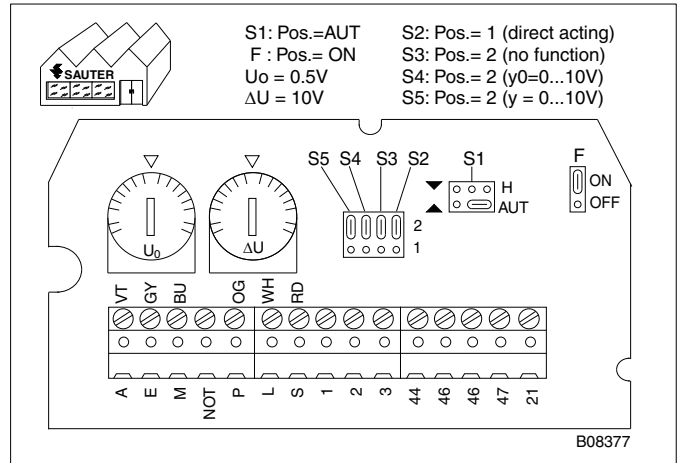 S1: Pos.=AUT
F : Pos.= ON
Uo = 0.5V
ΔU = 10V
S2: Pos.= 1 (direct acting)
S3: Pos.= 2 (no function)
S4: Pos.= 2 (y0=0...10V)
S5: Pos.= 2 (y = 0...10V)
SAUTER
S5 S4 S3 S2 S1 F
H
AUT
ON
OFF
2
1
U0
ΔU
VT GY BU OG WH RD
A E M NOT P L S 1 2 3 44 46 46 47 21
B08377